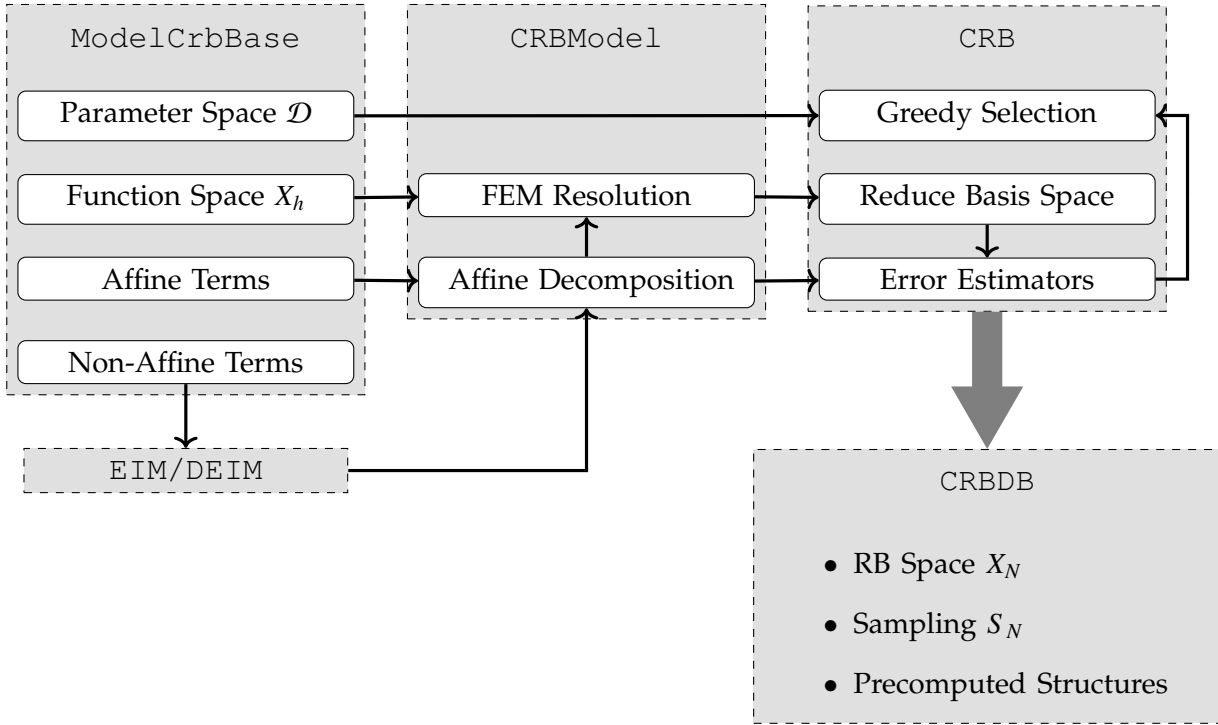 ModelCrbBase
Parameter Space 𝒟
Function Space X_h
Affine Terms
Non-Affine Terms
EIM/DEIM
CRBModel
FEM Resolution
Affine Decomposition
CRB
Greedy Selection
Reduce Basis Space
Error Estimators
CRBDB
• RB Space X_N
• Sampling S_N
• Precomputed Structures